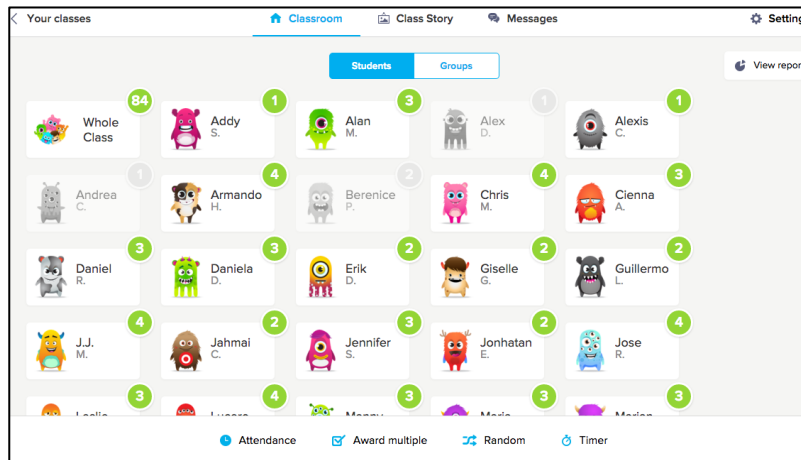 Your classes Classroom Class Story Messages Setting
Students Groups
View repor
84 1 3 1 1
Whole Class Addy S. Alan M. Alex D. Alexis C.
1 4 2 4 3
Andrea C. Armando H. Berenice P. Chris M. Cienna A.
3 3 2 2 2
Daniel R. Daniela D. Erik D. Giselle G. Guillermo L.
4 2 3 2 4
J.J. M. Jahmai C. Jennifer S. Jonhatan E. Jose R.
3 4 3 3 3
Attendance Award multiple Random Timer